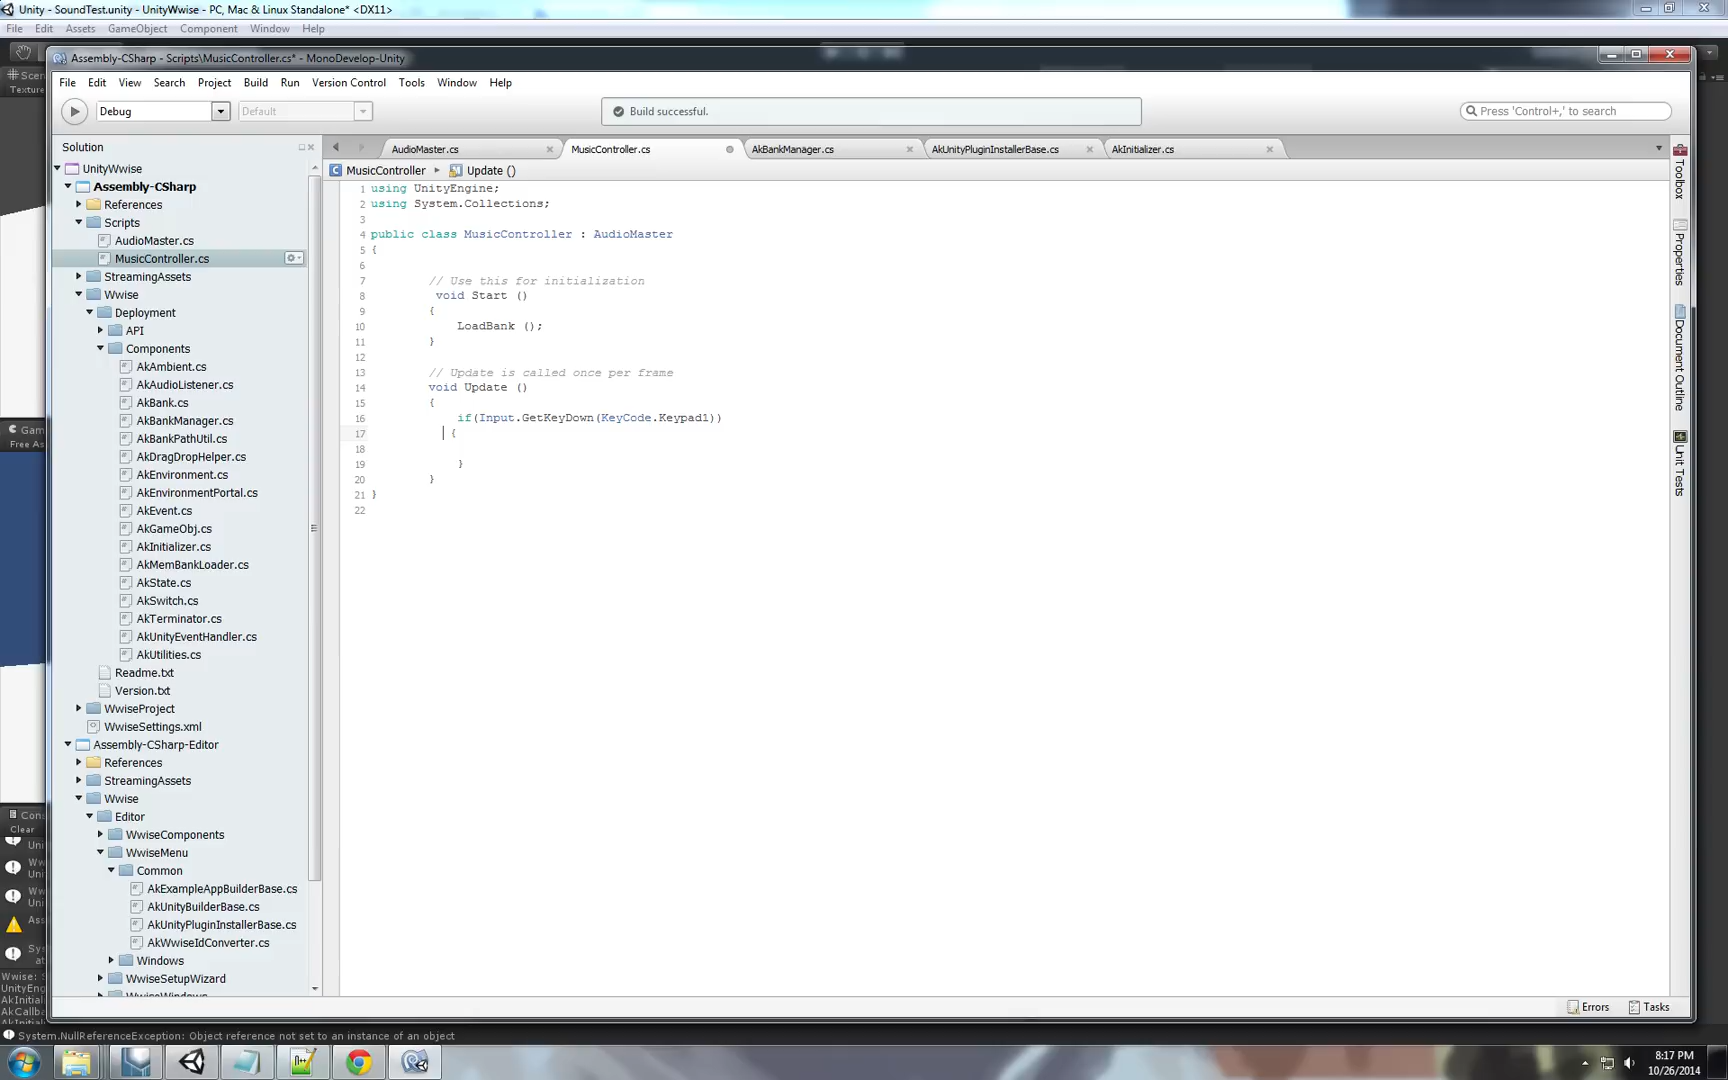 Unity - SoundTest.unity - UnityWwise - PC, Mac & Linux Standalone* <DX11>
File Edit Assets GameObject Component Window Help
Assembly-CSharp - Scripts\MusicController.cs* - MonoDevelop-Unity
File Edit View Search Project Build Run Version Control Tools Window Help
Debug Default Build successful. Press 'Control+,' to search
Solution
AudioMaster.cs MusicController.cs AkBankManager.cs AkUnityPluginInstallerBase.cs AkInitializer.cs
MusicController Update ()
UnityWwise
Assembly-CSharp
References
Scripts
AudioMaster.cs
MusicController.cs
StreamingAssets
Wwise
Deployment
API
Components
AkAmbient.cs
AkAudioListener.cs
AkBank.cs
AkBankManager.cs
AkBankPathUtil.cs
AkDragDropHelper.cs
AkEnvironment.cs
AkEnvironmentPortal.cs
AkEvent.cs
AkGameObj.cs
AkInitializer.cs
AkMemBankLoader.cs
AkState.cs
AkSwitch.cs
AkTerminator.cs
AkUnityEventHandler.cs
AkUtilities.cs
Readme.txt
Version.txt
WwiseProject
WwiseSettings.xml
Assembly-CSharp-Editor
References
StreamingAssets
Wwise
Editor
WwiseComponents
WwiseMenu
Common
AkExampleAppBuilderBase.cs
AkUnityBuilderBase.cs
AkUnityPluginInstallerBase.cs
AkWwiseIdConverter.cs
Windows
WwiseSetupWizard
WwiseWindows
1 using UnityEngine;
2 using System.Collections;
3
4 public class MusicController : AudioMaster
5 {
6
7 // Use this for initialization
8 void Start ()
9 {
10 LoadBank ();
11 }
12
13 // Update is called once per frame
14 void Update ()
15 {
16 if(Input.GetKeyDown(KeyCode.Keypad1))
17 {
18
19 }
20 }
21 }
22
Toolbox
Properties
Document Outline
Unit Tests
Errors Tasks
Texture
Free As
Clear
Wwise: S
UnityEng
AkInitial
AkCallb
System.NullReferenceException: Object reference not set to an instance of an object
8:17 PM
10/26/2014